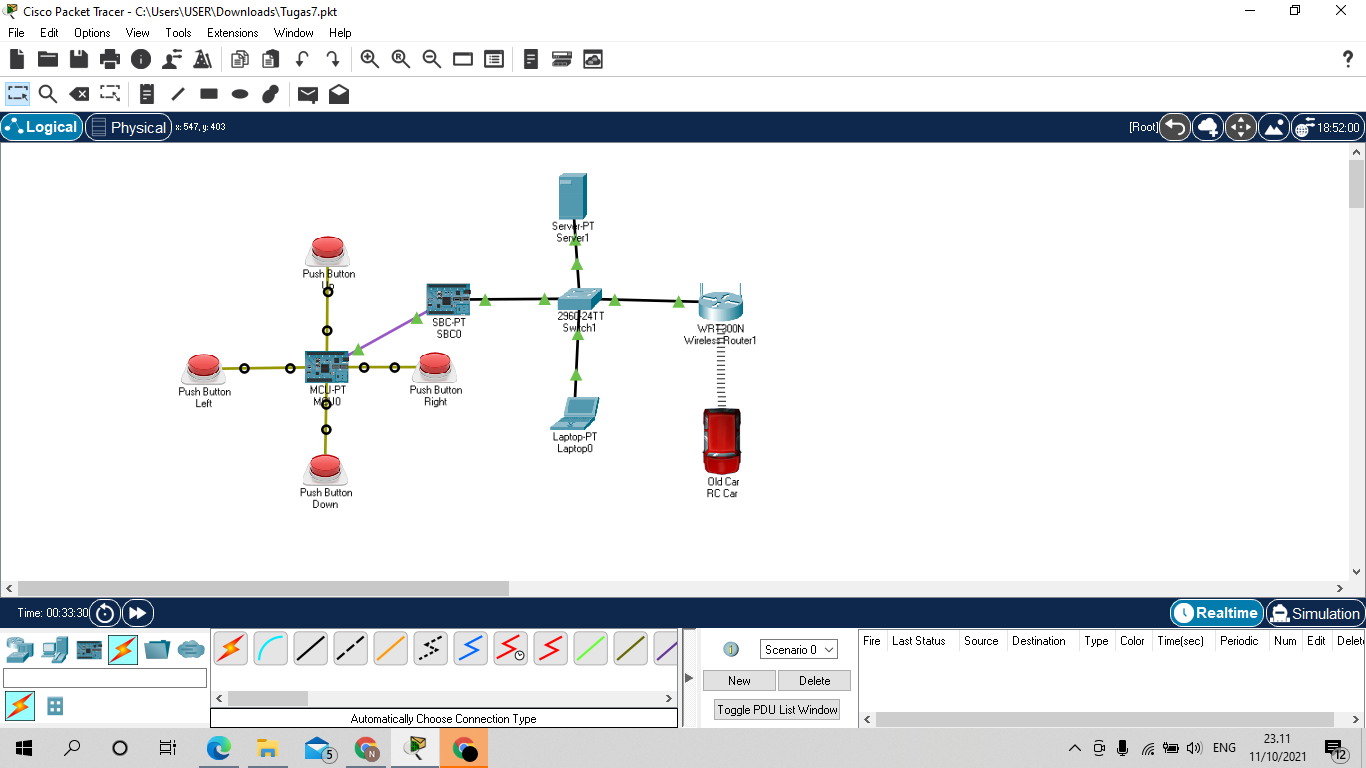 Cisco Packet Tracer - C:\Users\USER\Downloads\Tugas7.pkt
File Edit Options View Tools Extensions Window Help
Logical Physical x: 547, y: 403 [Root] 18:52:00
Server-PT
Server1
Push Button
Up
SBC-PT
SBC0
2960-24TT
Switch1
WRT300N
Wireless Router1
Push Button
Left
MCU-PT
MCU0
Push Button
Right
Laptop-PT
Laptop0
Old Car
RC Car
Push Button
Down
Time: 00:33:30 Realtime Simulation
Scenario 0
New Delete
Toggle PDU List Window
Fire Last Status Source Destination Type Color Time(sec) Periodic Num Edit Delet
Automatically Choose Connection Type
5 N ENG 23.11
11/10/2021 12